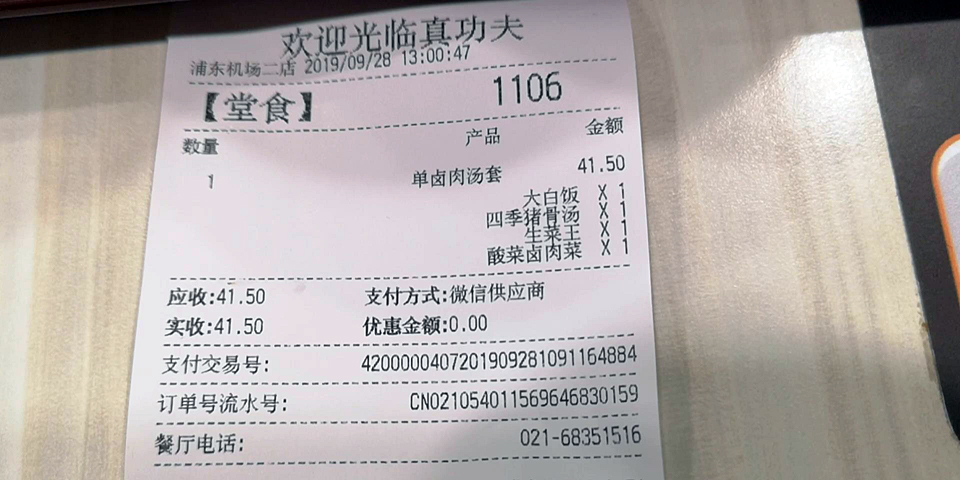 欢迎光临真功夫
浦东机场二店 2019/09/28 13:00:47
【堂食】 1106
数量 产品 金额
1 单卤肉汤套 41.50
大白饭 X 1
四季猪骨汤 X 1
生菜王 X 1
酸菜卤肉菜 X 1
应收:41.50 支付方式:微信供应商
实收:41.50 优惠金额:0.00
支付交易号: 4200000407201909281091164884
订单号流水号: CN021054011569646830159
餐厅电话: 021-68351516